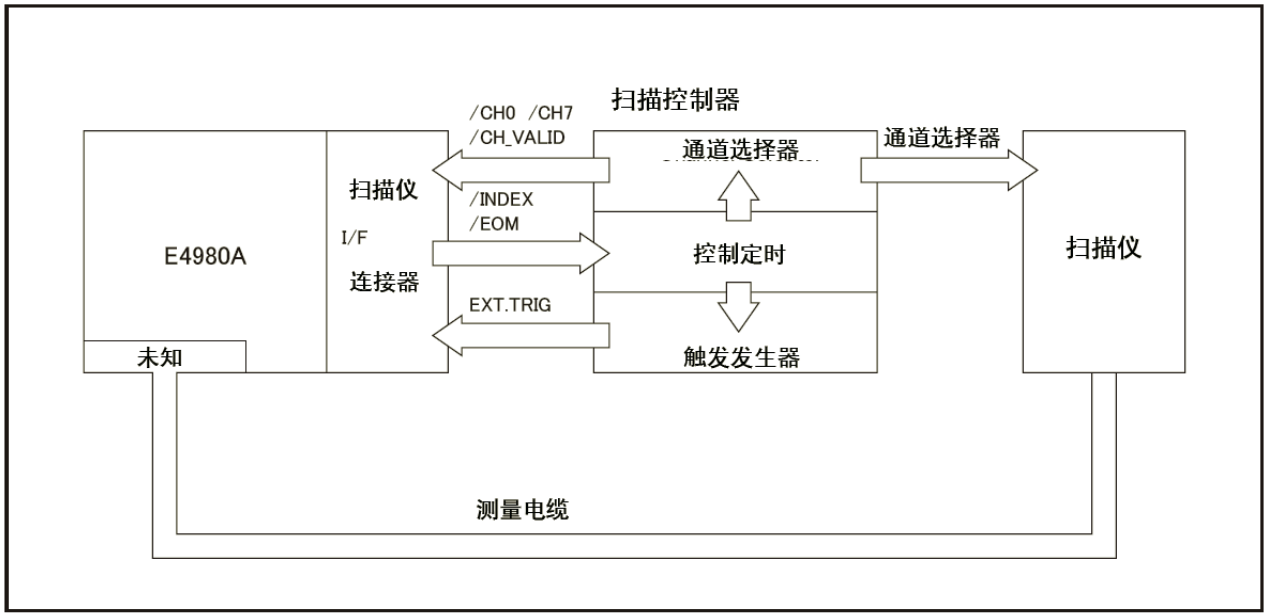 扫描控制器
/CH0 /CH7
/CH_VALID
通道选择器
通道选择器
扫描仪
I/F
连接器
/INDEX
/EOM
E4980A
控制定时
扫描仪
EXT.TRIG
未知
触发发生器
测量电缆